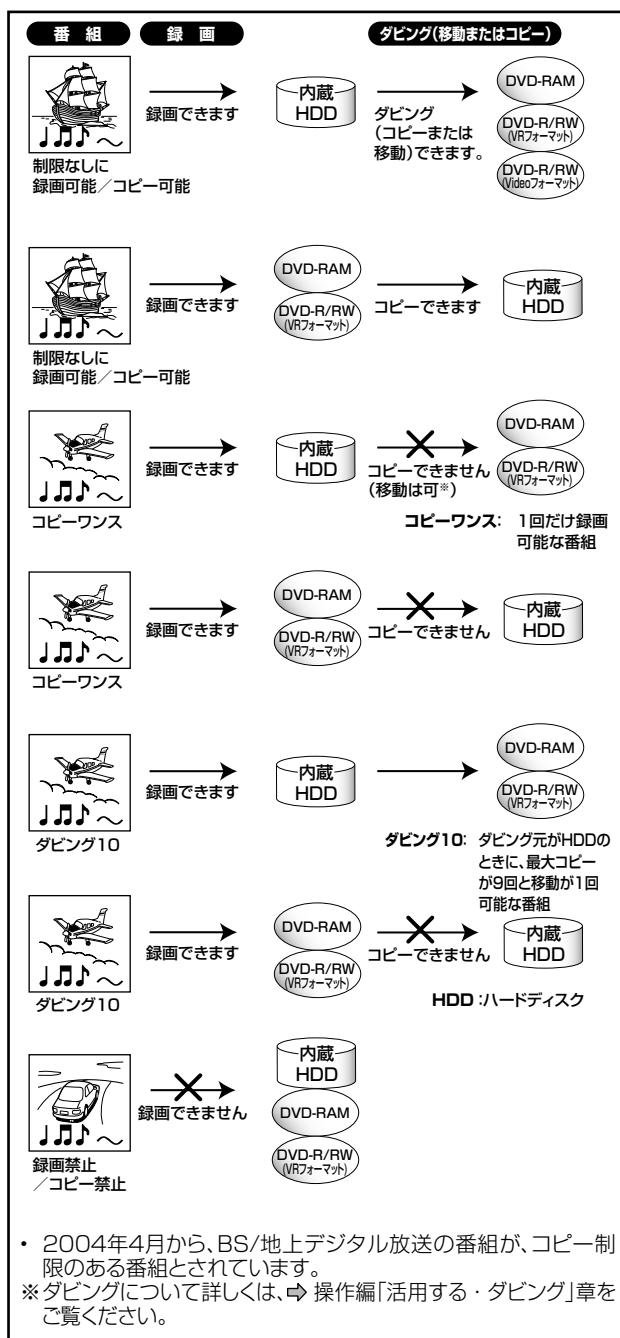 番組
録画
ダビング(移動またはコピー)
録画できます
内蔵
HDD
ダビング
(コピーまたは
移動)できます。
DVD-RAM
DVD-R/RW
(VRフォーマット)
DVD-R/RW
(Videoフォーマット)
制限なしに
録画可能/コピー可能
録画できます
DVD-RAM
DVD-R/RW
(VRフォーマット)
コピーできます
内蔵
HDD
制限なしに
録画可能/コピー可能
録画できます
内蔵
HDD
コピーできません
(移動は可※)
DVD-RAM
DVD-R/RW
(VRフォーマット)
コピーワンス
コピーワンス: 1回だけ録画
可能な番組
録画できます
DVD-RAM
DVD-R/RW
(VRフォーマット)
コピーできません
内蔵
HDD
コピーワンス
録画できます
内蔵
HDD
DVD-RAM
DVD-R/RW
(VRフォーマット)
ダビング10
ダビング10: ダビング元がHDDの
ときに、最大コピー
が9回と移動が1回
可能な番組
録画できます
DVD-RAM
DVD-R/RW
(VRフォーマット)
コピーできません
内蔵
HDD
ダビング10
HDD:ハードディスク
録画できません
内蔵
HDD
DVD-RAM
DVD-R/RW
(VRフォーマット)
録画禁止
/コピー禁止
・ 2004年4月から、BS/地上デジタル放送の番組が、コピー制
限のある番組とされています。
※ダビングについて詳しくは、⇨ 操作編「活用する・ダビング」章を
ご覧ください。